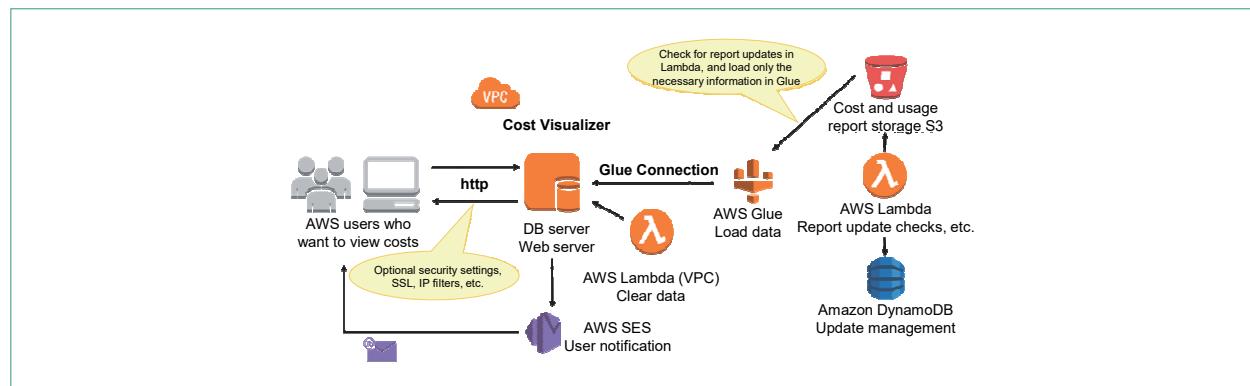 Check for report updates in
Lambda, and load only the
necessary information in Glue
VPC
Cost Visualizer
Cost and usage
report storage S3
http
Glue Connection
AWS users who
want to view costs
DB server
Web server
AWS Glue
Load data
AWS Lambda
Report update checks, etc.
Optional security settings,
SSL, IP filters, etc.
AWS Lambda (VPC)
Clear data
Amazon DynamoDB
Update management
AWS SES
User notification
@